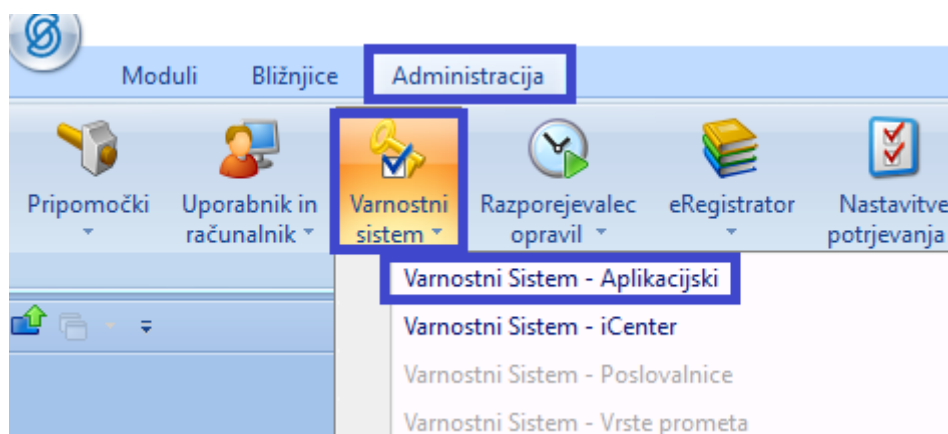 Moduli Bližnjice Administracija
Pripomočki Uporabnik in računalnik Varnostni sistem Razporejevalec opravil eRegistrator Nastavitve potrjevanja
Varnostni Sistem - Aplikacijski
Varnostni Sistem - iCenter
Varnostni Sistem - Poslovalnice
Varnostni Sistem - Vrste prometa